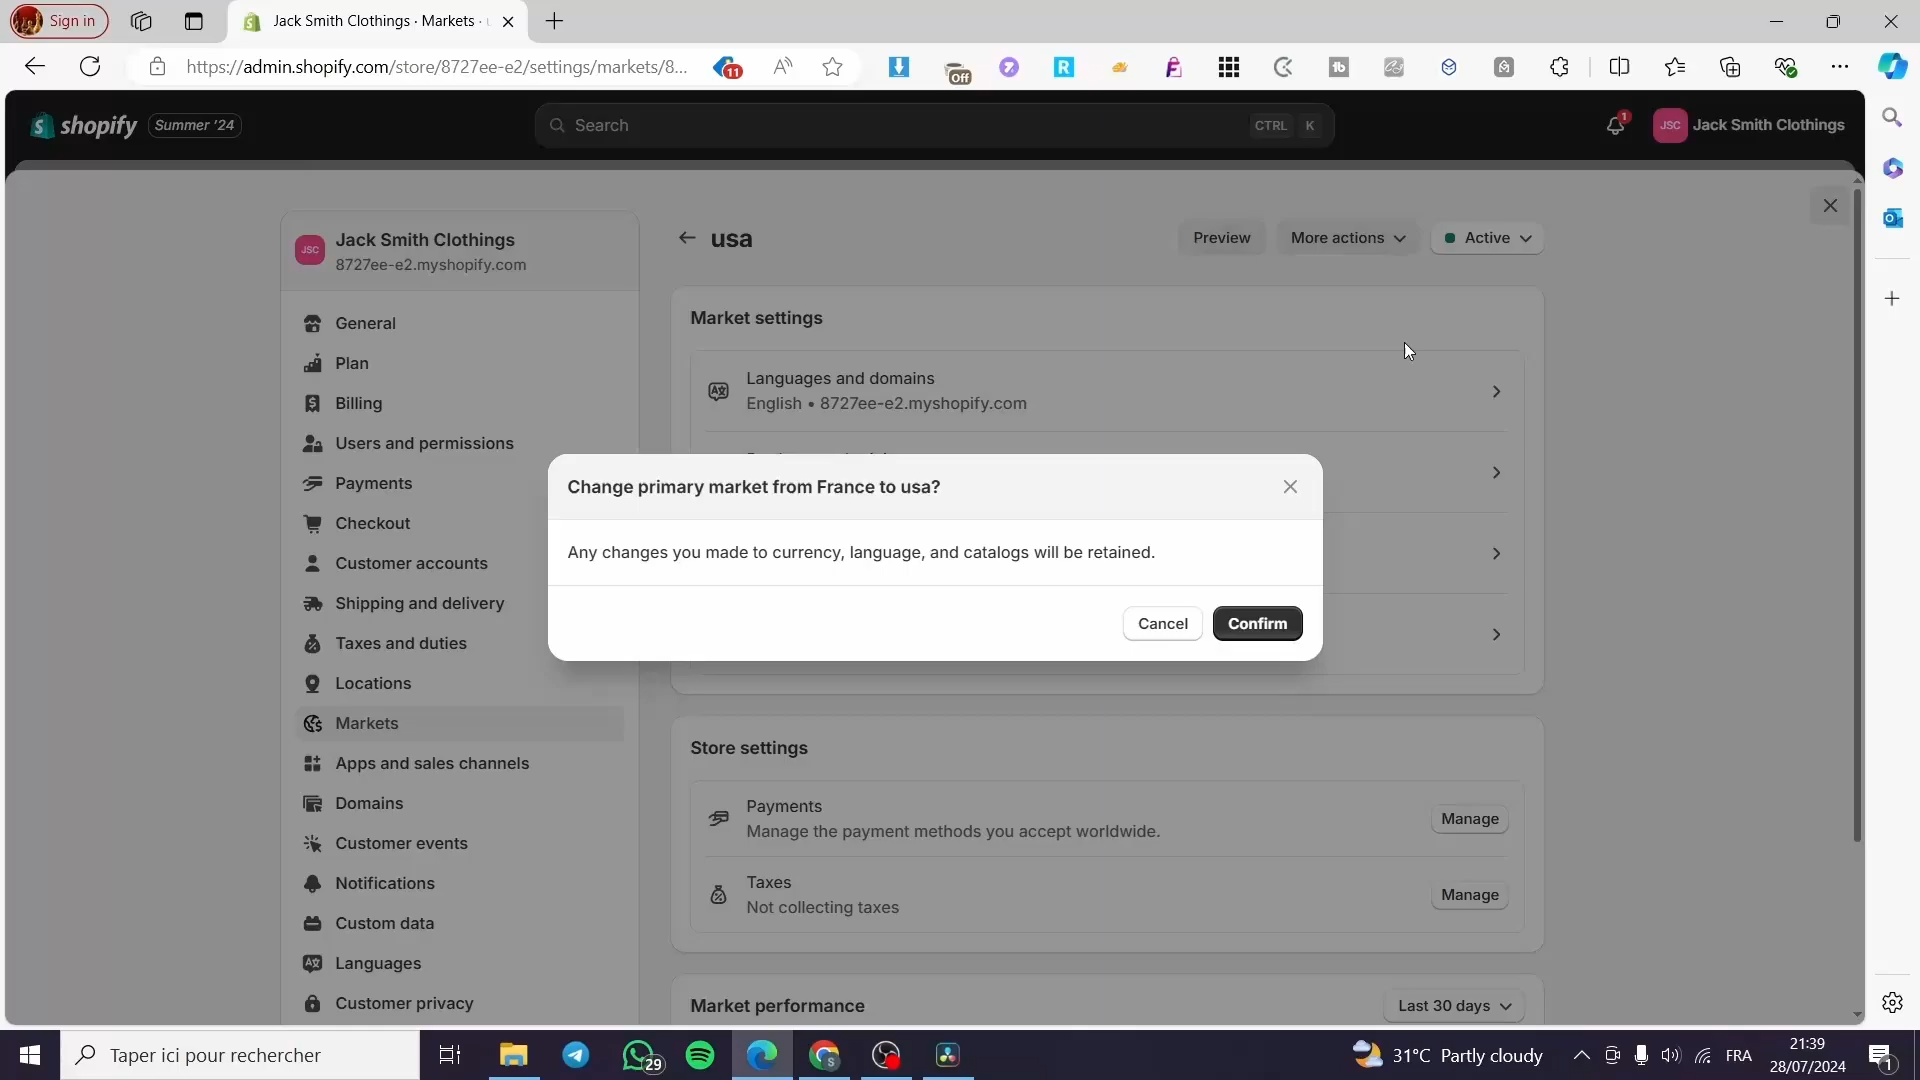 Sign in
Jack Smith Clothings · Markets ·
https://admin.shopify.com/store/8727ee-e2/settings/markets/8...
11
Off
shopify
Summer '24
Search
CTRL K
1
JSC
Jack Smith Clothings
JSC
Jack Smith Clothings
8727ee-e2.myshopify.com
General
Plan
Billing
Users and permissions
Payments
Checkout
Customer accounts
Shipping and delivery
Taxes and duties
Locations
Markets
Apps and sales channels
Domains
Customer events
Notifications
Custom data
Languages
Customer privacy
usa
Preview
More actions
Active
Market settings
Languages and domains
English • 8727ee-e2.myshopify.com
Change primary market from France to usa?
Any changes you made to currency, language, and catalogs will be retained.
Cancel
Confirm
Store settings
Payments
Manage the payment methods you accept worldwide.
Manage
Taxes
Not collecting taxes
Manage
Market performance
Last 30 days
Taper ici pour rechercher
29
31°C Partly cloudy
FRA
21:39
28/07/2024
1